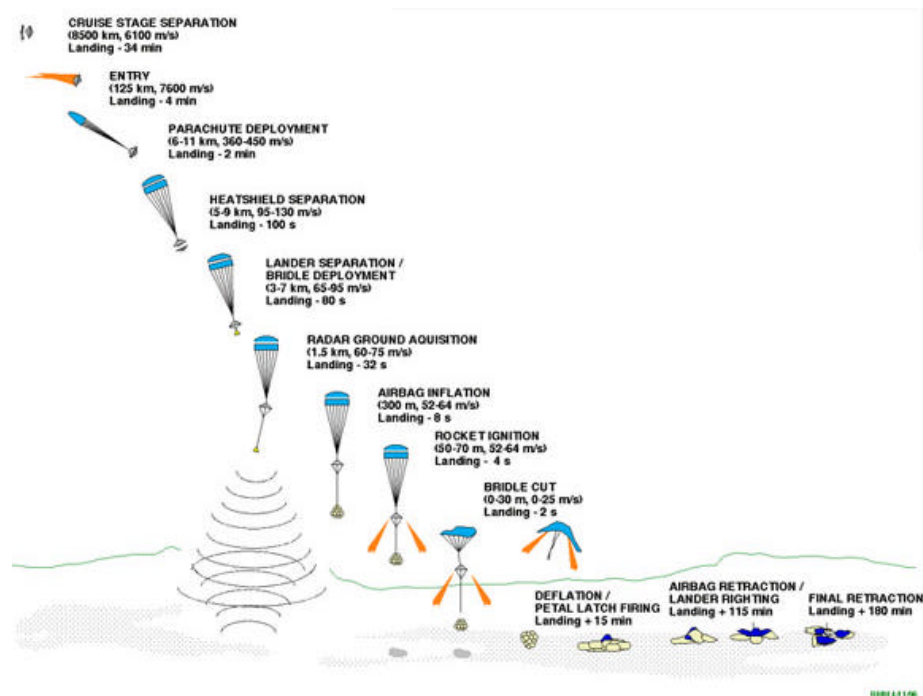 CRUISE STAGE SEPARATION
(8500 km, 6100 m/s)
Landing - 34 min
ENTRY
(125 km, 7600 m/s)
Landing - 4 min
PARACHUTE DEPLOYMENT
(6-11 km, 360-450 m/s)
Landing - 2 min
HEATSHIELD SEPARATION
(5-9 km, 95-130 m/s)
Landing - 100 s
LANDER SEPARATION /
BRIDLE DEPLOYMENT
(3-7 km, 65-95 m/s)
Landing - 80 s
RADAR GROUND AQUISITION
(1.5 km, 60-75 m/s)
Landing - 32 s
AIRBAG INFLATION
(300 m, 52-64 m/s)
Landing - 8 s
ROCKET IGNITION
(50-70 m, 52-64 m/s)
Landing - 4 s
BRIDLE CUT
(0-30 m, 0-25 m/s)
Landing - 2 s
DEFLATION /
PETAL LATCH FIRING
Landing + 15 min
AIRBAG RETRACTION /
LANDER RIGHTING
Landing + 115 min
FINAL RETRACTION
Landing + 180 min